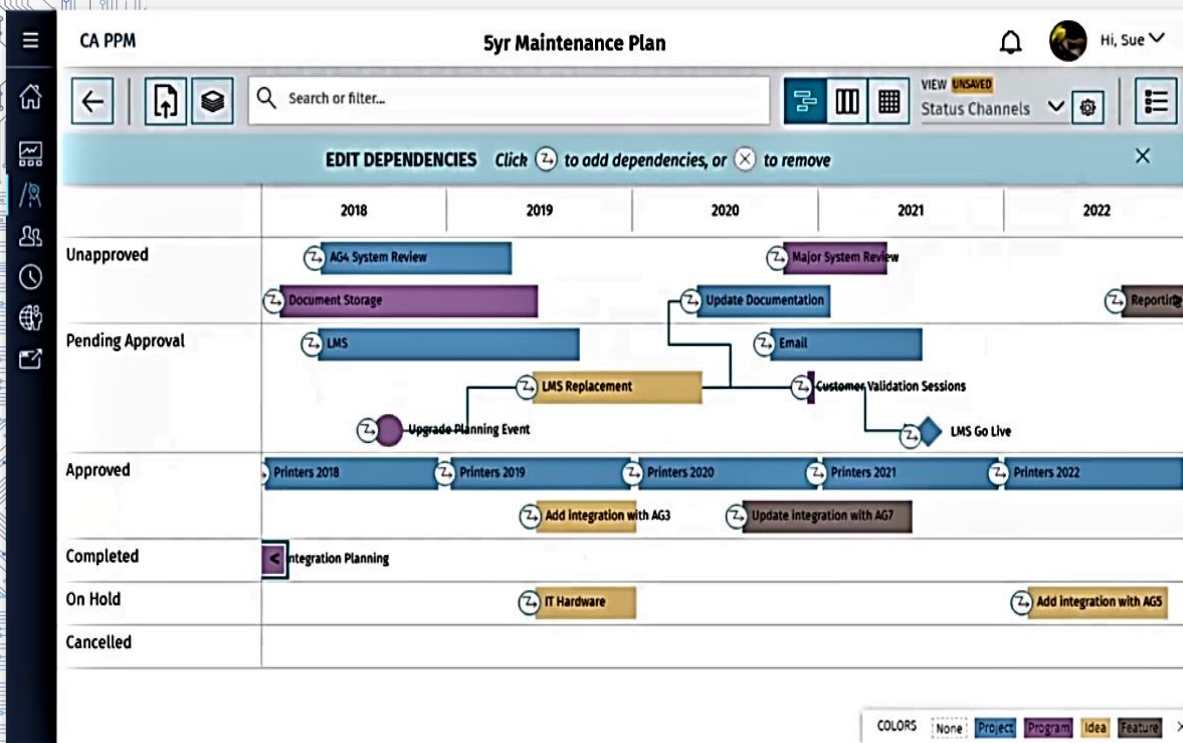 CA PPM
5yr Maintenance Plan
Hi, Sue
Search or filter...
VIEW UNSAVED
Status Channels
EDIT DEPENDENCIES Click to add dependencies, or to remove
2018 2019 2020 2021 2022
Unapproved
AG4 System Review
Major System Review
Document Storage
Update Documentation
Reporting
Pending Approval
LMS
Email
LMS Replacement
Customer Validation Sessions
Upgrade Planning Event
LMS Go Live
Approved
Printers 2018
Printers 2019
Printers 2020
Printers 2021
Printers 2022
Add integration with AG3
Update integration with AG7
Completed
ntegration Planning
On Hold
IT Hardware
Add integration with AG5
Cancelled
COLORS None Project Program Idea Feature